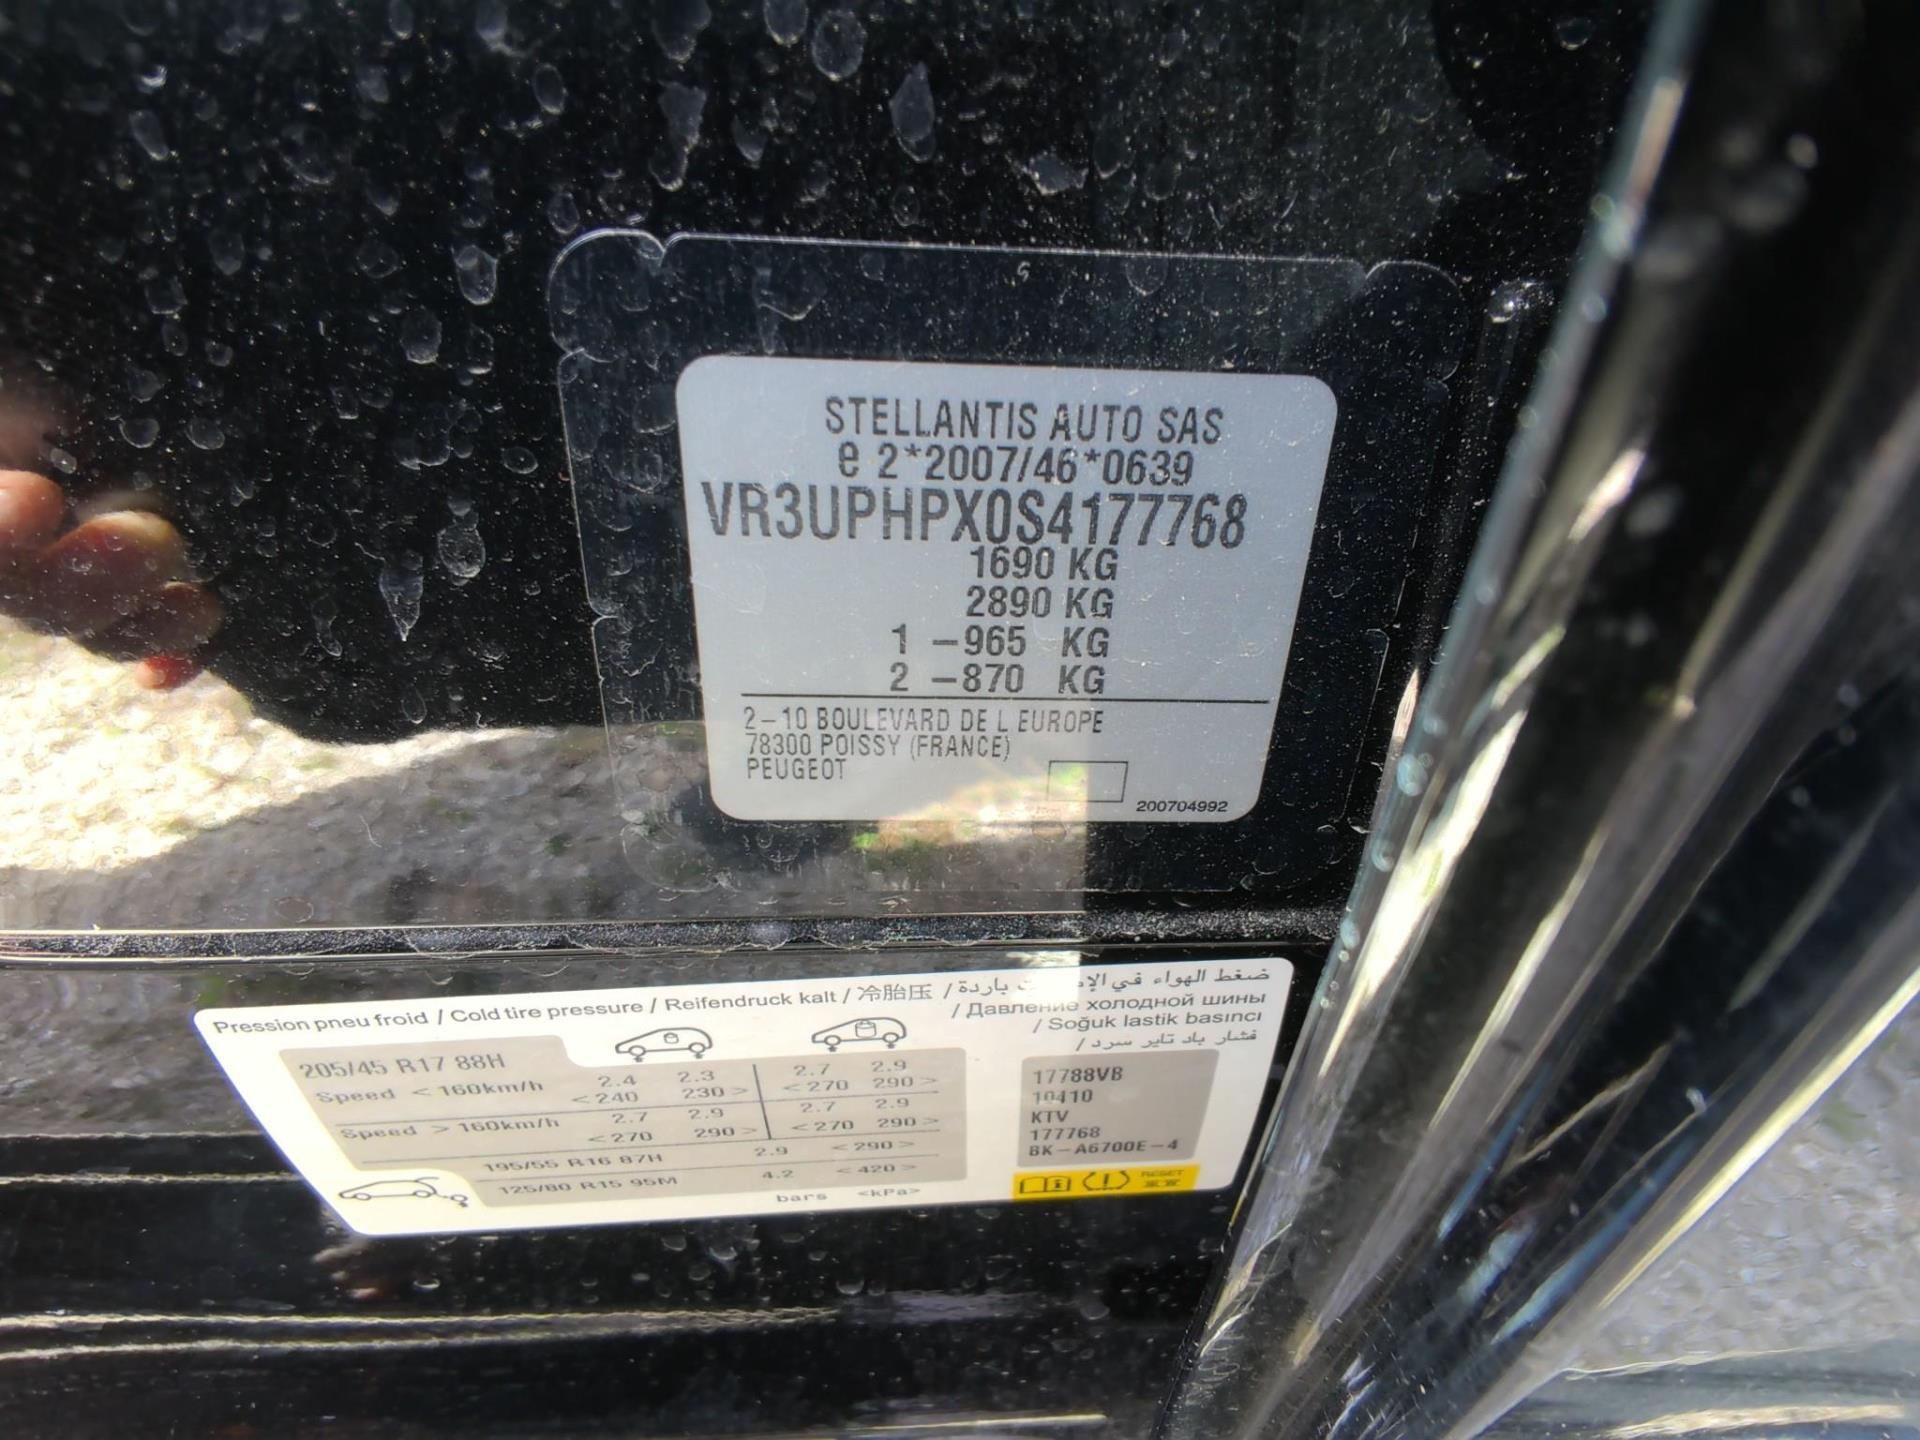 STELLANTIS AUTO SAS
e 2*2007/46*0639
VR3UPHPX0S4177768
1690 KG
2890 KG
1 -965 KG
2 -870 KG
2-10 BOULEVARD DE L EUROPE
78300 POISSY (FRANCE)
PEUGEOT
200704992
Pression pneu froid / Cold tire pressure / Reifendruck kalt / 冷胎压 / ضغط الهواء في باردة
/ Давление холодной шины
/ Soğuk lastik basıncı
/ فشار باد تایر سرد
205/45 R17 88H
Speed < 160km/h 2.4 2.3 2.7 2.9
<240 230> <270 290>
Speed > 160km/h 2.7 2.9 2.7 2.9
<270 290> <270 290>
195/55 R16 87H 2.9 <290>
125/80 R15 95M 4.2 <420>
bars <kPa>
17788VB
10410
KTV
177768
BK-A6700E-4
RESET